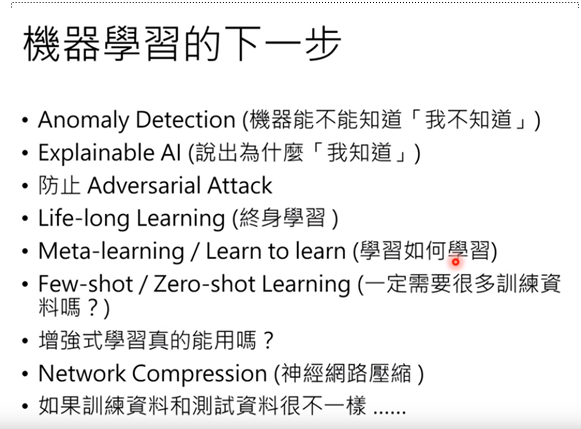 機器學習的下一步
• Anomaly Detection (機器能不能知道「我不知道」)
• Explainable AI (說出為什麼「我知道」)
• 防止 Adversarial Attack
• Life-long Learning (終身學習 )
• Meta-learning / Learn to learn (學習如何學習)
• Few-shot / Zero-shot Learning (一定需要很多訓練資
料嗎？)
• 增強式學習真的能用嗎？
• Network Compression (神經網路壓縮 )
• 如果訓練資料和測試資料很不一樣 ......